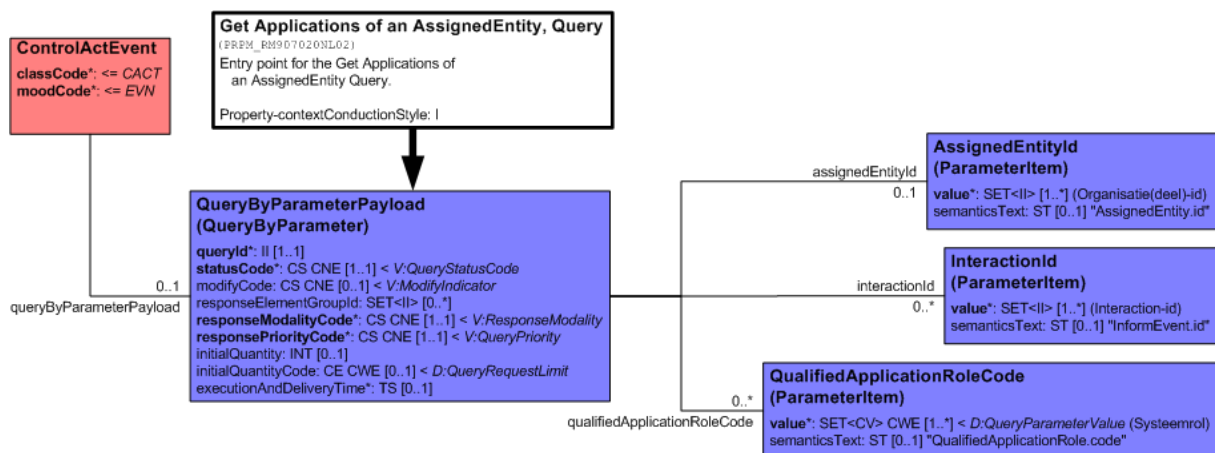 Get Applications of an AssignedEntity, Query
(PRPM_RM907020NL02)
Entry point for the Get Applications of
an AssignedEntity Query.
Property-contextConductionStyle: I
ControlActEvent
classCode*: <= CACT
moodCode*: <= EVN
0..1
queryByParameterPayload
QueryByParameterPayload
(QueryByParameter)
queryId*: II [1..1]
statusCode*: CS CNE [1..1] < V:QueryStatusCode
modifyCode: CS CNE [0..1] < V:ModifyIndicator
responseElementGroupId: SET<II> [0..*]
responseModalityCode*: CS CNE [1..1] < V:ResponseModality
responsePriorityCode*: CS CNE [1..1] < V:QueryPriority
initialQuantity: INT [0..1]
initialQuantityCode: CE CWE [0..1] < D:QueryRequestLimit
executionAndDeliveryTime*: TS [0..1]
assignedEntityId
0..1
AssignedEntityId
(ParameterItem)
value*: SET<II> [1..*] (Organisatie(deel)-id)
semanticsText: ST [0..1] "AssignedEntity.id"
interactionId
0..*
InteractionId
(ParameterItem)
value*: SET<II> [1..*] (Interaction-id)
semanticsText: ST [0..1] "InformEvent.id"
0..*
qualifiedApplicationRoleCode
QualifiedApplicationRoleCode
(ParameterItem)
value*: SET<CV> CWE [1..*] < D:QueryParameterValue (Systeemrol)
semanticsText: ST [0..1] "QualifiedApplicationRole.code"